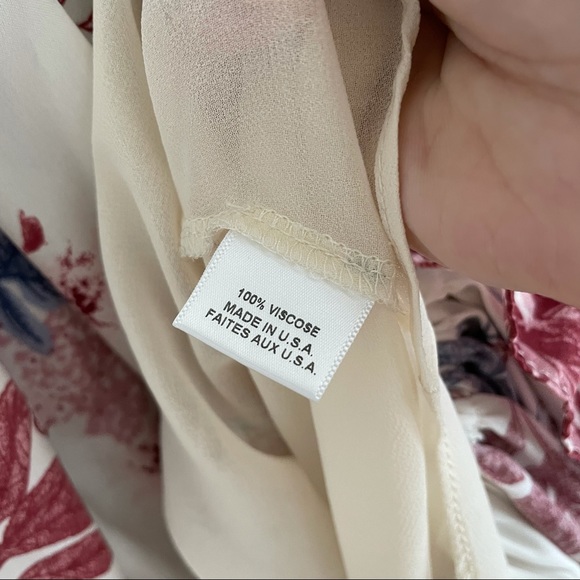 100% VISCOSE
MADE IN U.S.A.
FAITES AUX U.S.A.